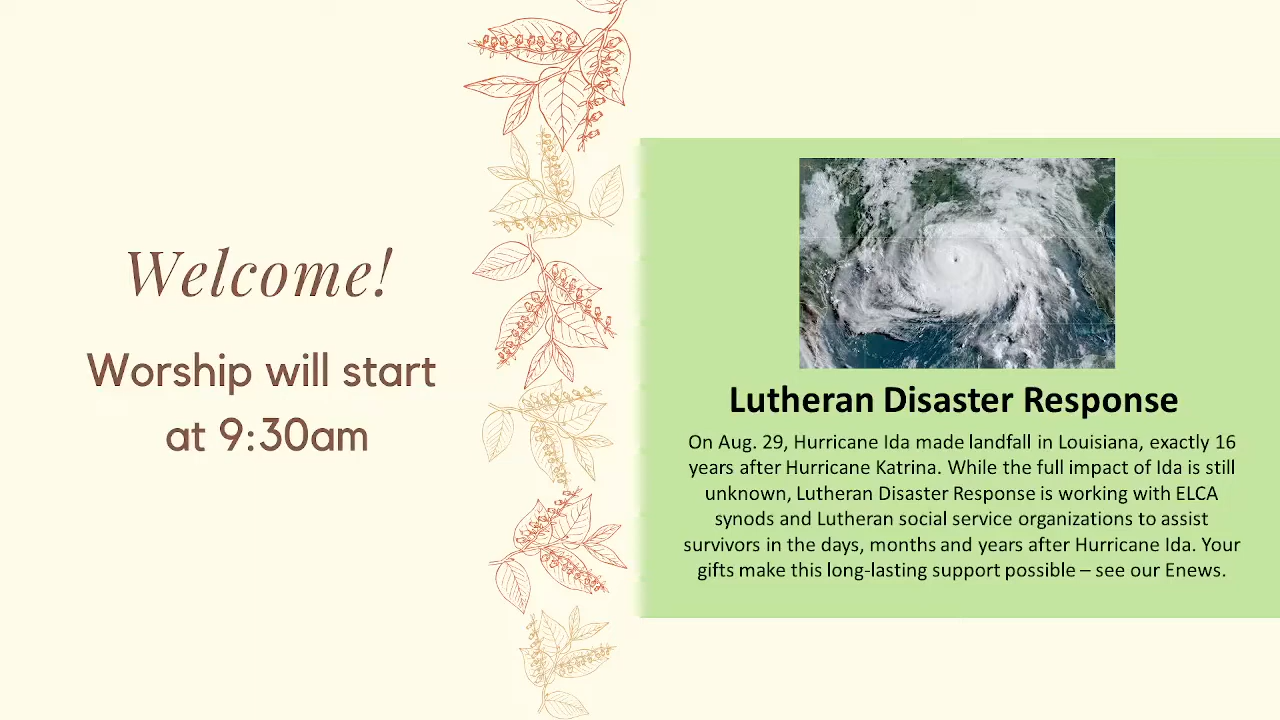 Welcome!
Worship will start
at 9:30am
Lutheran Disaster Response
On Aug. 29, Hurricane Ida made landfall in Louisiana, exactly 16
years after Hurricane Katrina. While the full impact of Ida is still
unknown, Lutheran Disaster Response is working with ELCA
synods and Lutheran social service organizations to assist
survivors in the days, months and years after Hurricane Ida. Your
gifts make this long-lasting support possible – see our Enews.